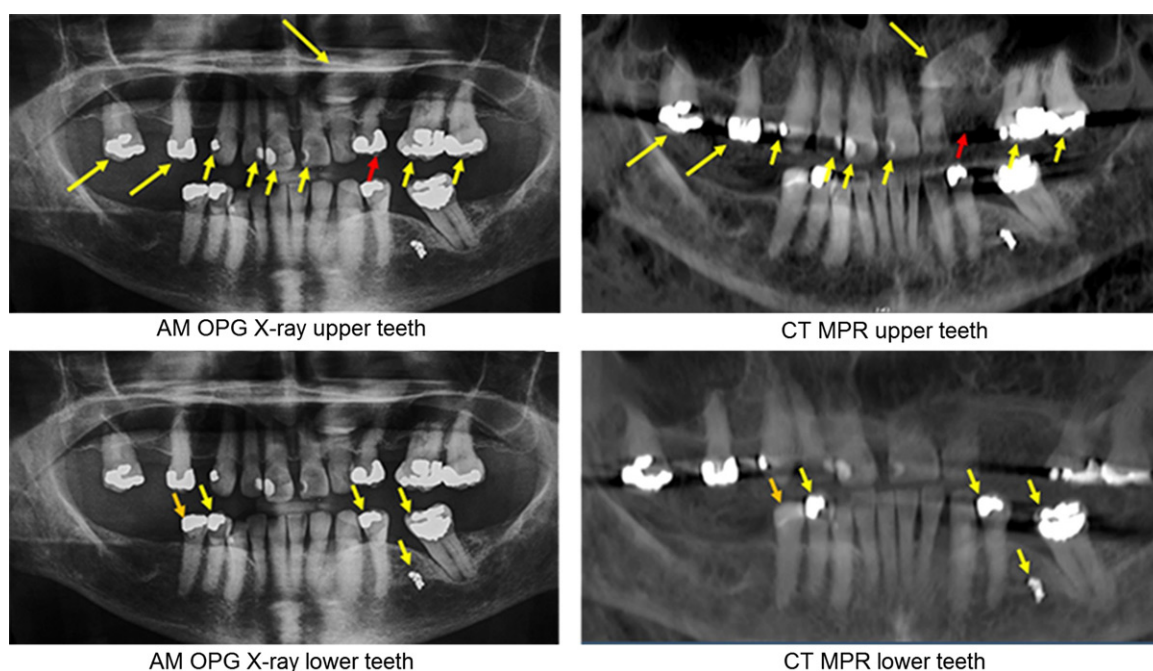 AM OPG X-ray upper teeth
CT MPR upper teeth
AM OPG X-ray lower teeth
CT MPR lower teeth